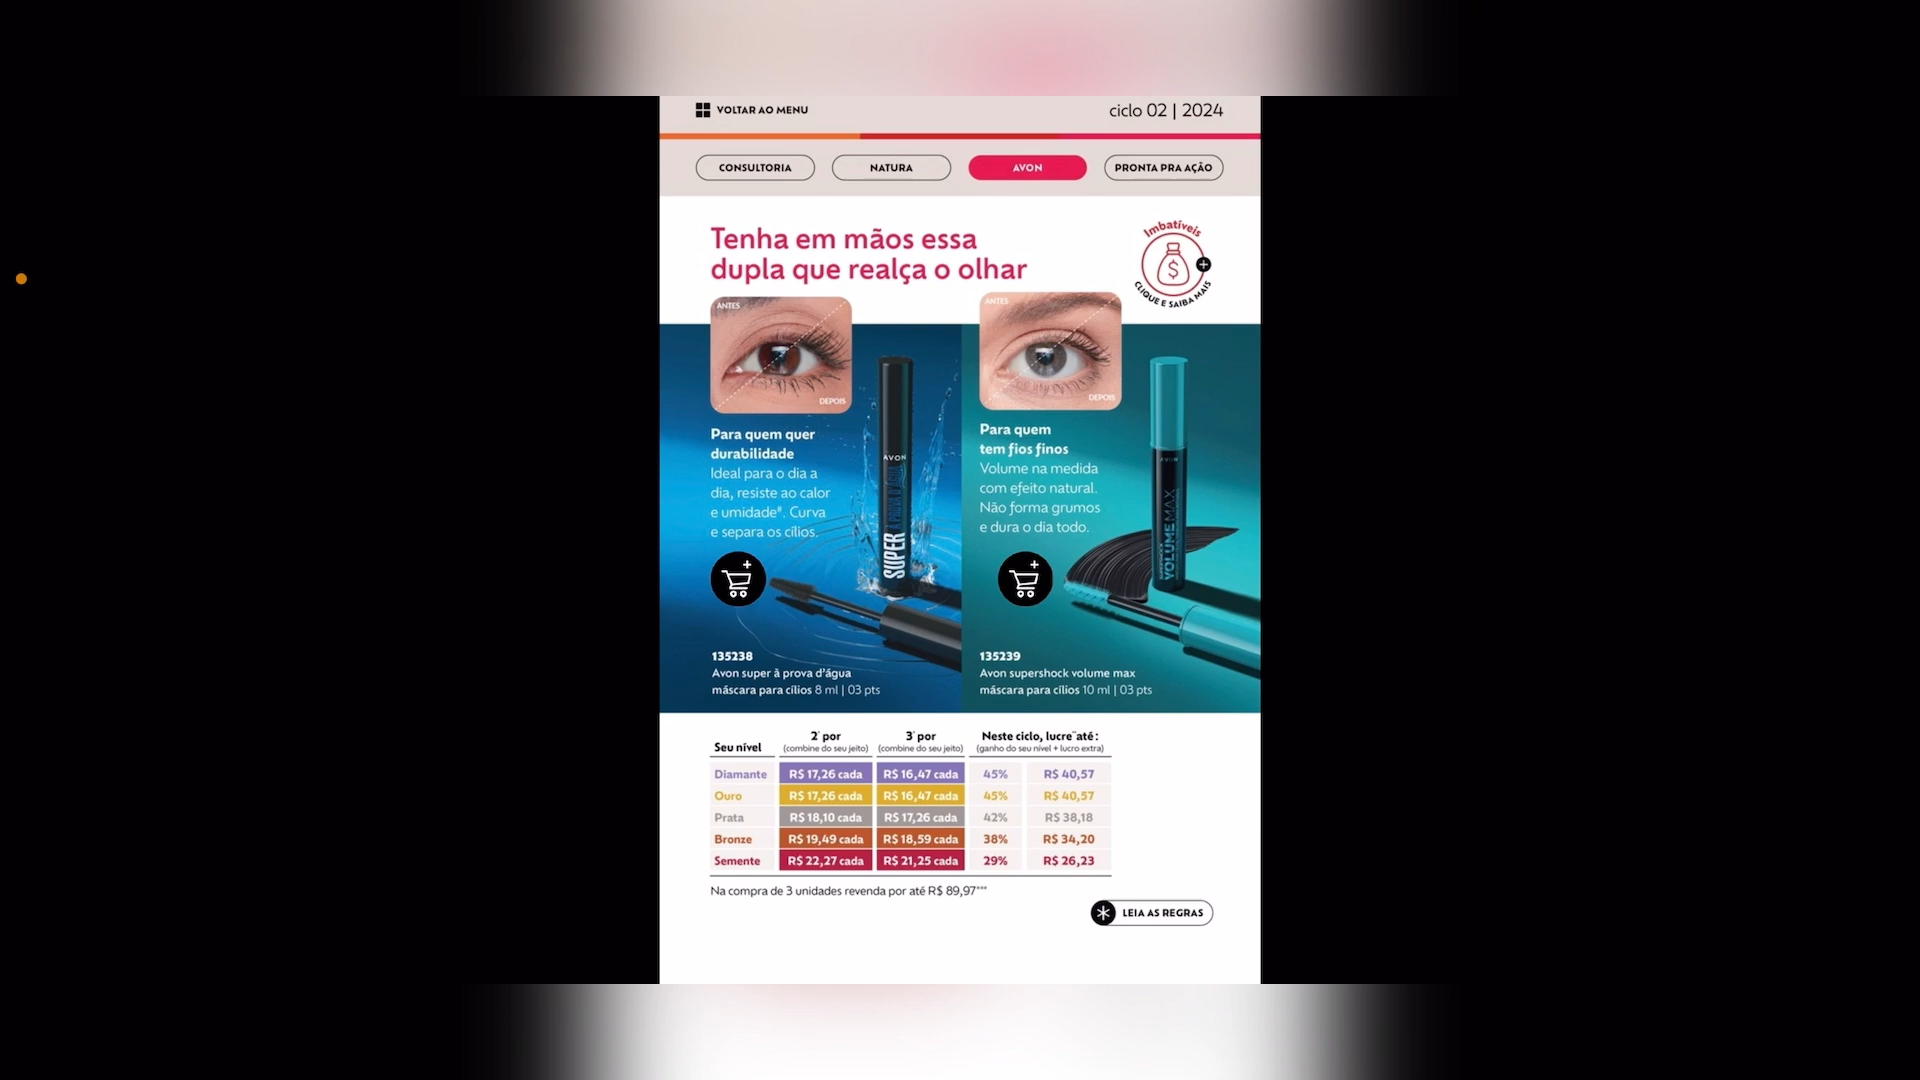 VOLTAR AO MENU
ciclo 02 | 2024
CONSULTORIA
NATURA
AVON
PRONTA PRA AÇÃO
Tenha em mãos essa
dupla que realça o olhar
Imbatíveis
$
CLIQUE E SAIBA MAIS
ANTES
DEPOIS
Para quem quer
durabilidade
Ideal para o dia a
dia, resiste ao calor
e umidade#. Curva
e separa os cílios.
AVON
SUPER
À PROVA D'ÁGUA
135238
Avon super à prova d'água
máscara para cílios 8 ml | 03 pts
ANTES
DEPOIS
Para quem
tem fios finos
Volume na medida
com efeito natural.
Não forma grumos
e dura o dia todo.
AVON
VOLUME MAX
135239
Avon supershock volume max
máscara para cílios 10 ml | 03 pts
Seu nível
2* por
(combine do seu jeito)
3* por
(combine do seu jeito)
Neste ciclo, lucre** até:
(ganho do seu nível + lucro extra)
Diamante R$ 17,26 cada R$ 16,47 cada 45% R$ 40,57
Ouro R$ 17,26 cada R$ 16,47 cada 45% R$ 40,57
Prata R$ 18,10 cada R$ 17,26 cada 42% R$ 38,18
Bronze R$ 19,49 cada R$ 18,59 cada 38% R$ 34,20
Semente R$ 22,27 cada R$ 21,25 cada 29% R$ 26,23
Na compra de 3 unidades revenda por até R$ 89,97***
LEIA AS REGRAS